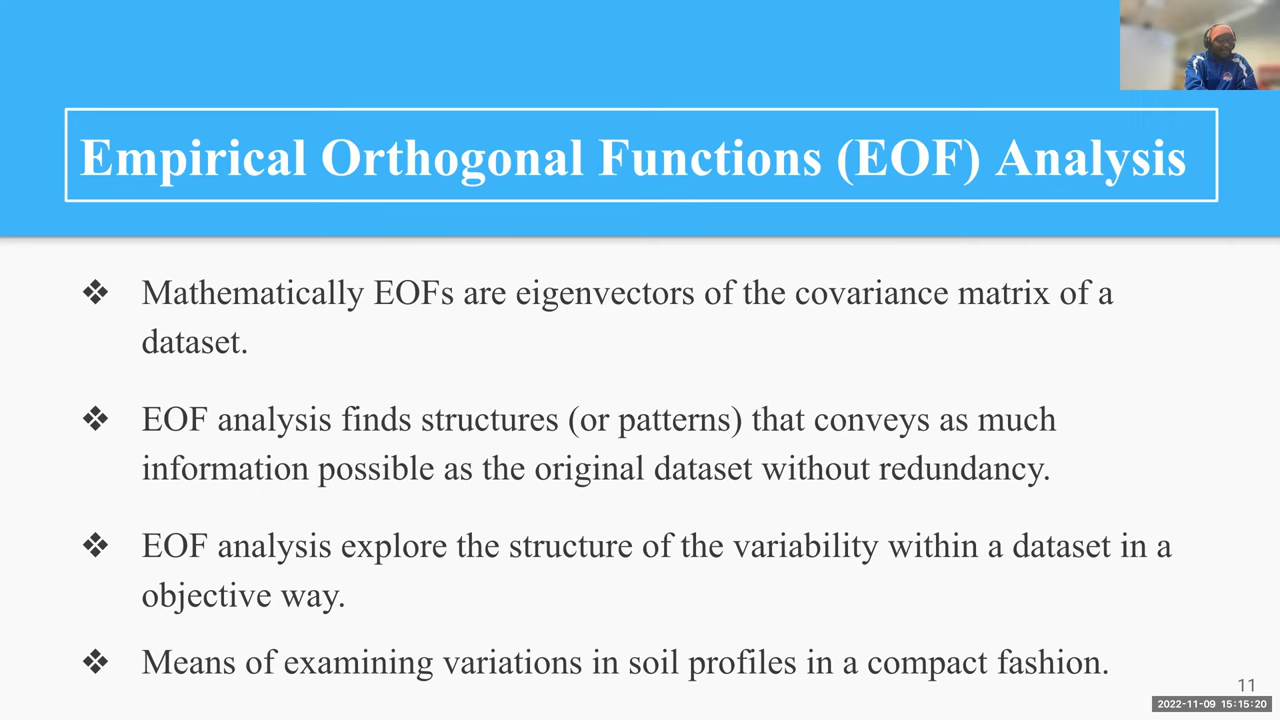 Empirical Orthogonal Functions (EOF) Analysis
❖ Mathematically EOFs are eigenvectors of the covariance matrix of a
dataset.
❖ EOF analysis finds structures (or patterns) that conveys as much
information possible as the original dataset without redundancy.
❖ EOF analysis explore the structure of the variability within a dataset in a
objective way.
❖ Means of examining variations in soil profiles in a compact fashion.
11
2022-11-09 15:15:20